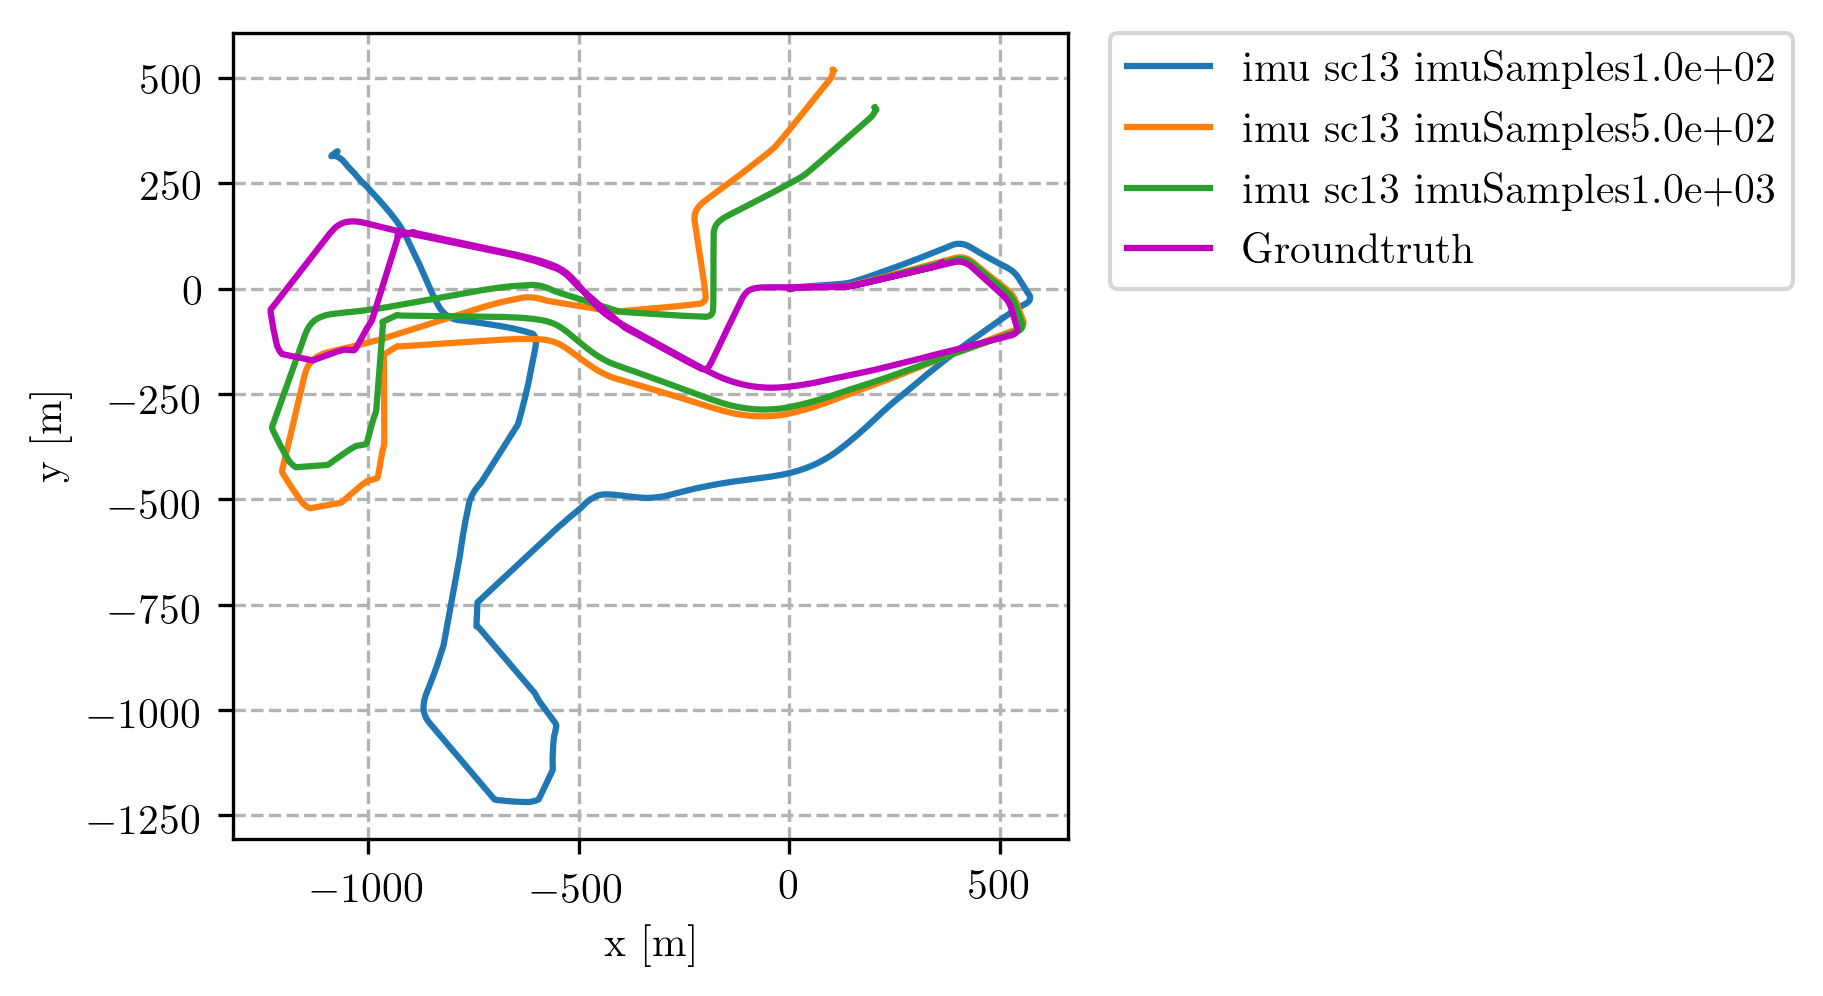 500
250
0
−250
−500
−750
−1000
−1250
y [m]
−1000
−500
0
500
x [m]
imu sc13 imuSamples1.0e+02
imu sc13 imuSamples5.0e+02
imu sc13 imuSamples1.0e+03
Groundtruth